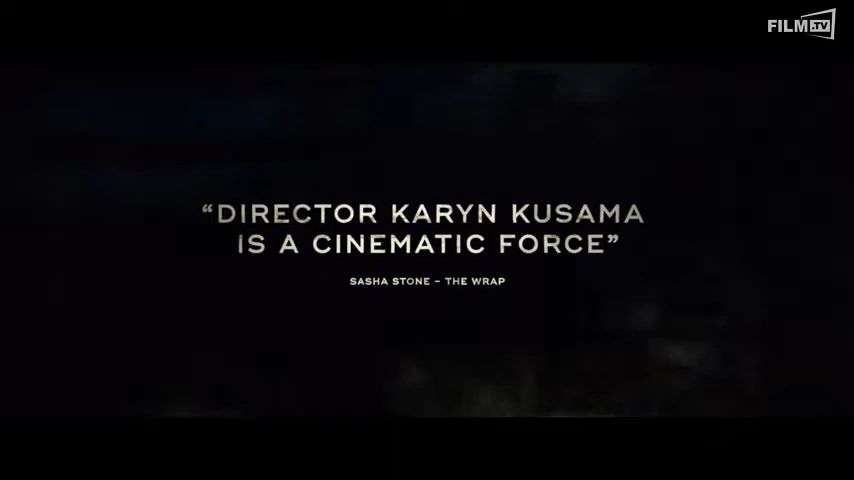 FILM.TV
“DIRECTOR KARYN KUSAMA
IS A CINEMATIC FORCE”
SASHA STONE – THE WRAP